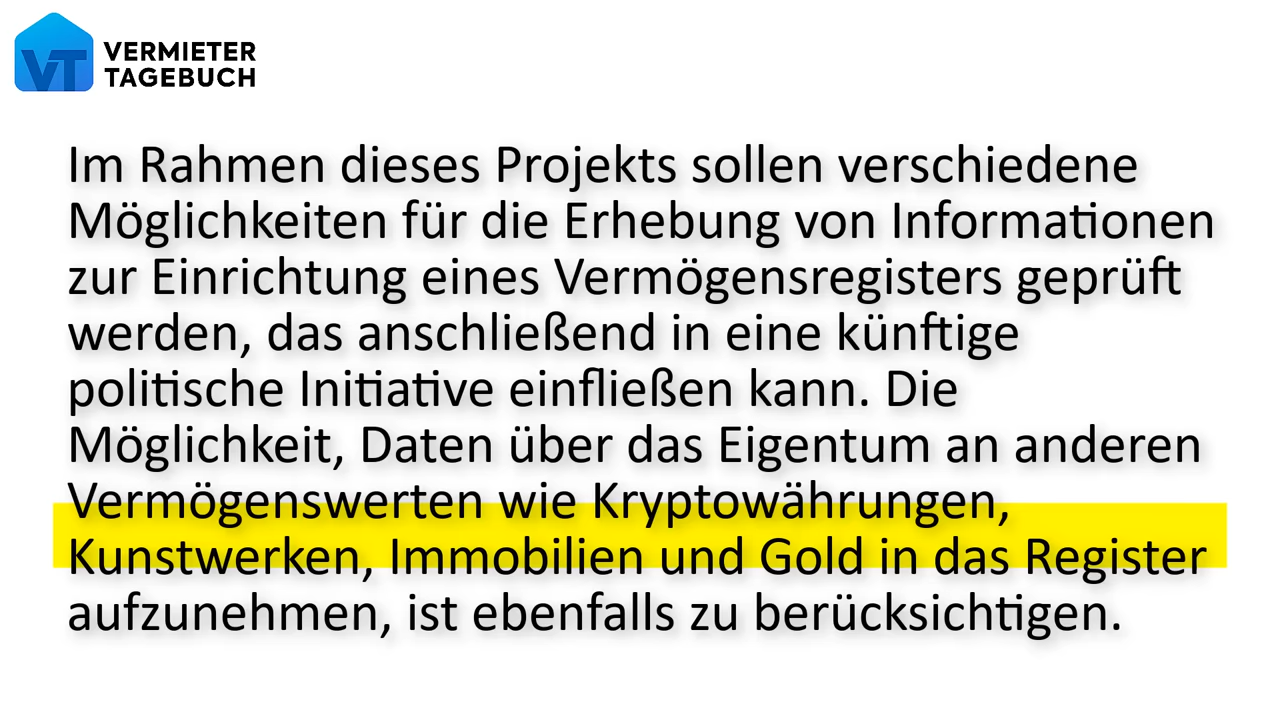 VT VERMIETER
TAGEBUCH
Im Rahmen dieses Projekts sollen verschiedene
Möglichkeiten für die Erhebung von Informationen
zur Einrichtung eines Vermögensregisters geprüft
werden, das anschließend in eine künftige
politische Initiative einfließen kann. Die
Möglichkeit, Daten über das Eigentum an anderen
Vermögenswerten wie Kryptowährungen,
Kunstwerken, Immobilien und Gold in das Register
aufzunehmen, ist ebenfalls zu berücksichtigen.